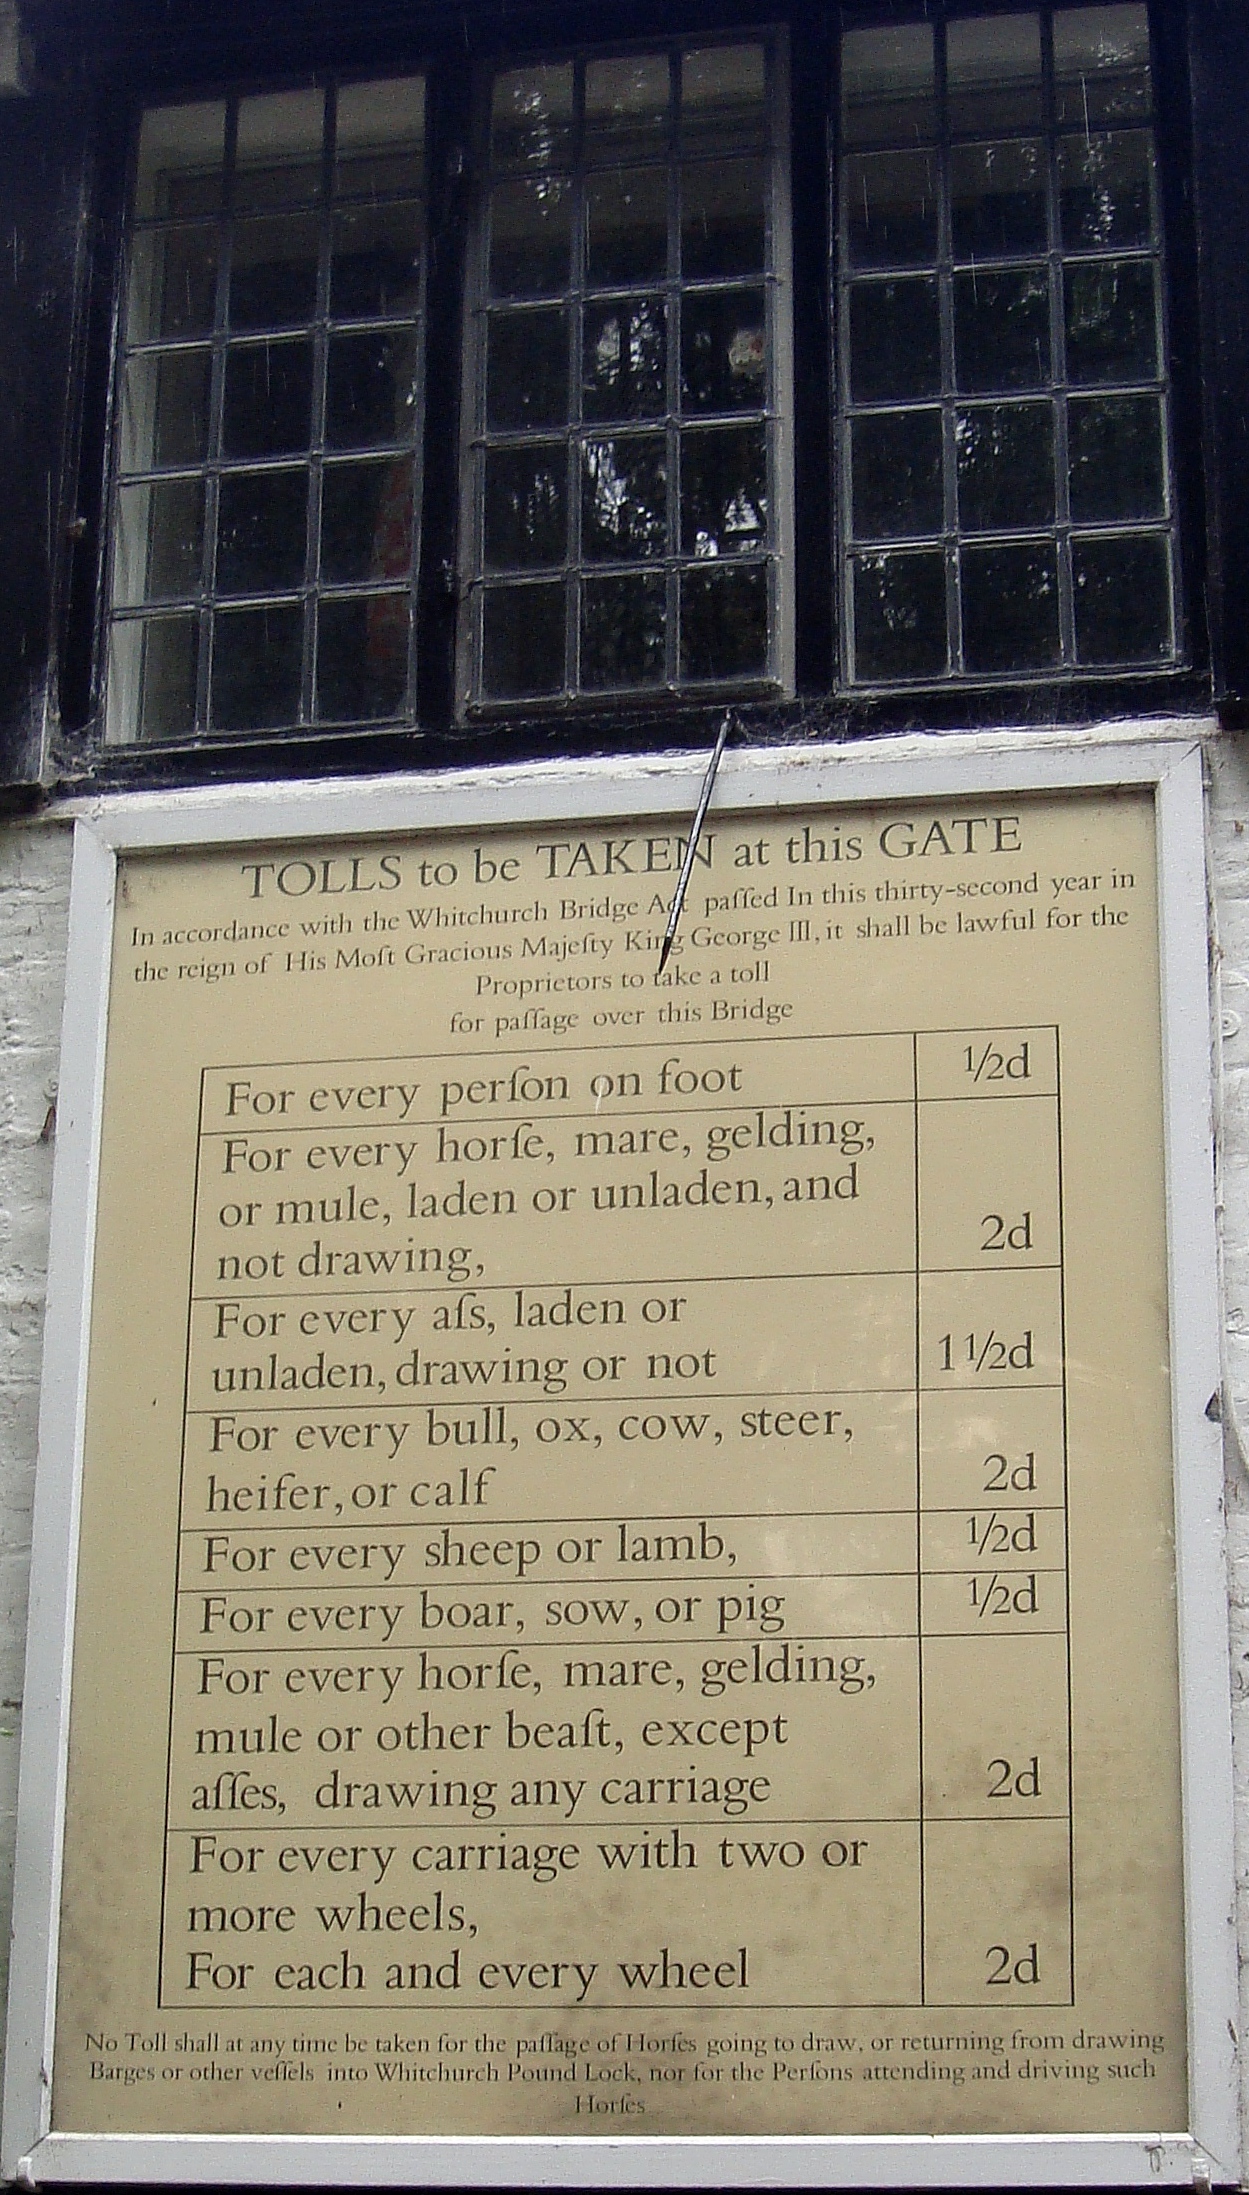 TOLLS to be TAKEN at this GATE
In accordance with the Whitchurch Bridge Act paſſed In this thirty-second year in
the reign of His Moſt Gracious Majeſty King George III, it shall be lawful for the
Proprietors to take a toll
for paſſage over this Bridge
For every perſon on foot ½d
For every horſe, mare, gelding,
or mule, laden or unladen, and
not drawing, 2d
For every aſs, laden or
unladen, drawing or not 1½d
For every bull, ox, cow, steer,
heifer, or calf 2d
For every sheep or lamb, ½d
For every boar, sow, or pig ½d
For every horſe, mare, gelding,
mule or other beaſt, except
aſſes, drawing any carriage 2d
For every carriage with two or
more wheels,
For each and every wheel 2d
No Toll shall at any time be taken for the paſſage of Horſes going to draw, or returning from drawing
Barges or other veſſels into Whitchurch Pound Lock, nor for the Perſons attending and driving such
Horſes